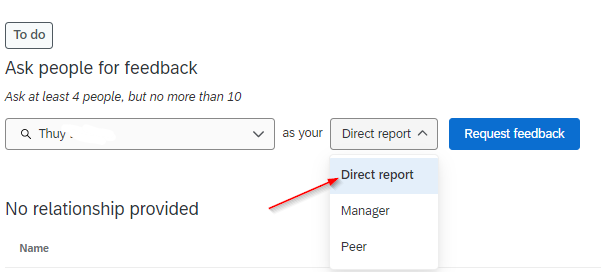 To do
Ask people for feedback
Ask at least 4 people, but no more than 10
Thuy .
as your
Direct report
Request feedback
Direct report
Manager
Peer
No relationship provided
Name